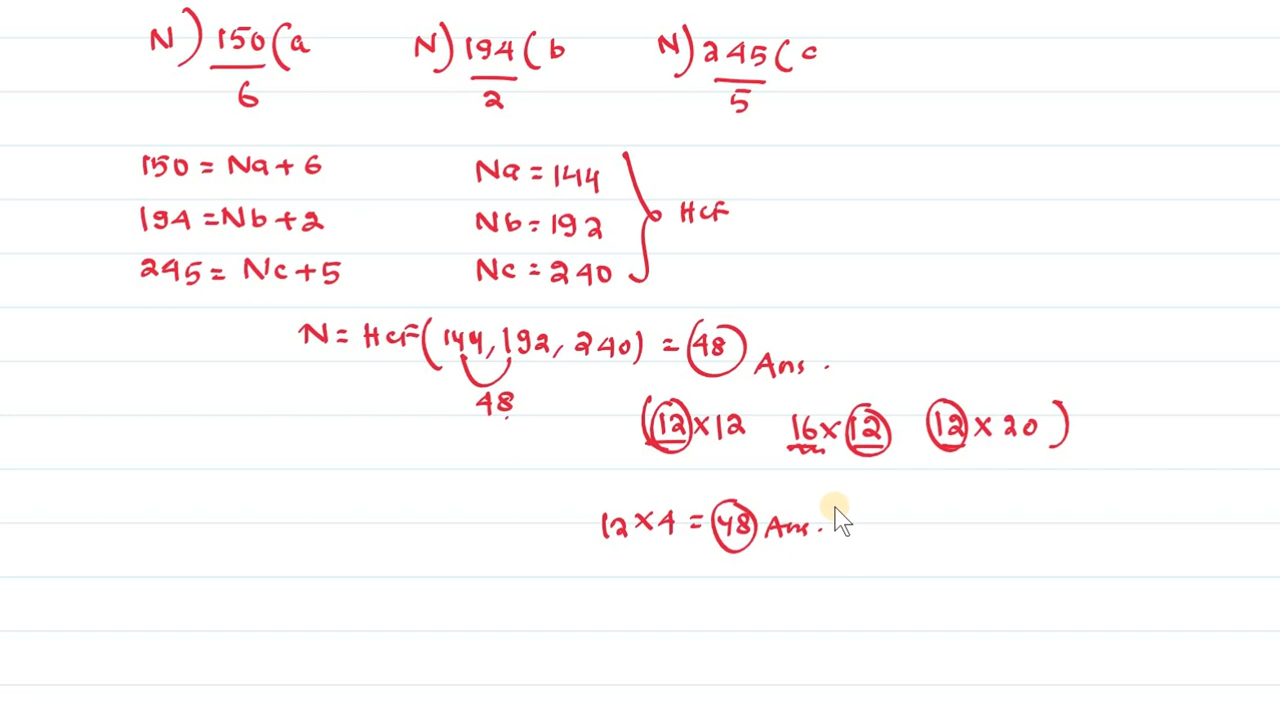 N)150(a N)194(b N)245(c
6 2 5
150 = Na + 6 Na = 144
194 = Nb + 2 Nb = 192 HCF
245 = Nc + 5 Nc = 240
N = HCF(144, 192, 240) = 48 Ans.
48
(12 x 12 16 x 12 12 x 20)
12 x 4 = 48 Ans.